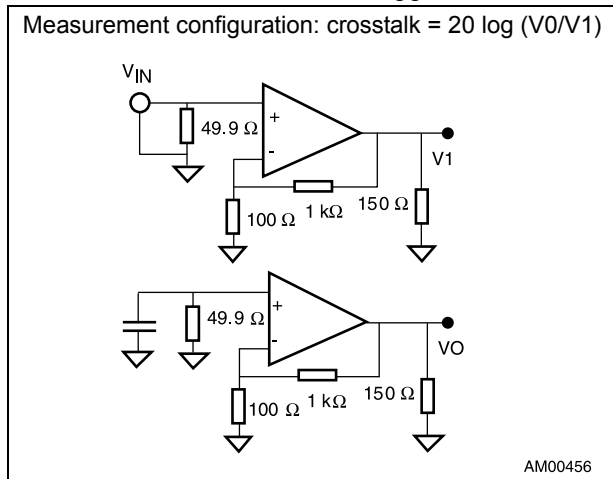 Measurement configuration: crosstalk = 20 log (V0/V1)
VIN
+
49.9 Ω
-
V1
1 kΩ
150 Ω
100 Ω
+
49.9 Ω
-
VO
1 kΩ
150 Ω
100 Ω
AM00456